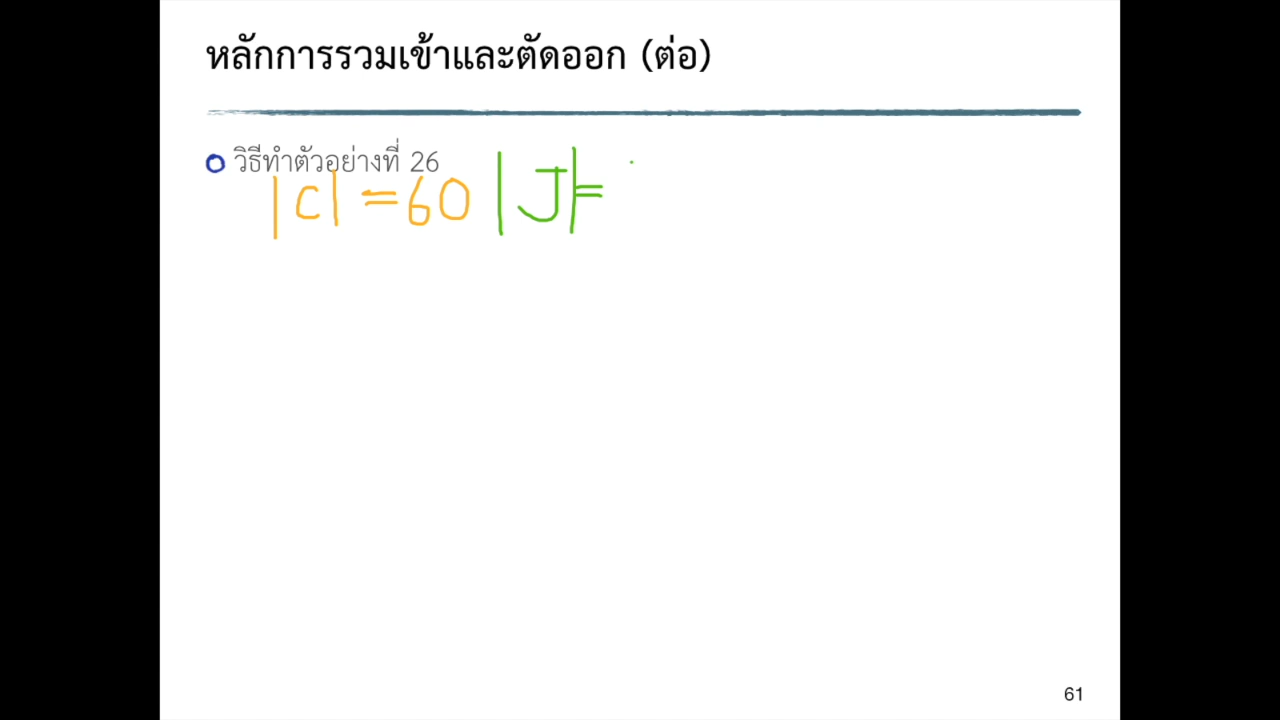 หลักการรวมเข้าและตัดออก (ต่อ)
วิธีทำตัวอย่างที่ 26
|C| = 60 |J| =
61